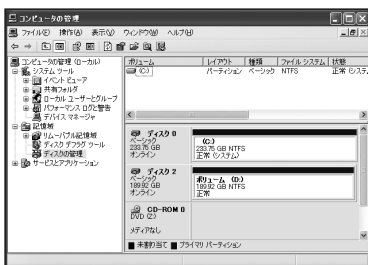 コンピュータの管理
ファイル(F) 操作(A) 表示(V) ウィンドウ(W) ヘルプ(H)
コンピュータの管理 (ローカル)
システム ツール
イベント ビューア
共有フォルダ
ローカル ユーザーとグループ
パフォーマンス ログと警告
デバイス マネージャ
記憶域
リムーバブル記憶域
ディスク デフラグ ツール
ディスクの管理
サービスとアプリケーション
ボリューム レイアウト 種類 ファイル システム 状態
(C:) パーティション ベーシック NTFS 正常 (システ
ディスク 0
ベーシック
233.76 GB
オンライン
(C:)
233.76 GB NTFS
正常 (システム)
ディスク 2
ベーシック
189.92 GB
オンライン
ボリューム (D:)
189.92 GB NTFS
正常
CD-ROM 0
DVD (Z:)
メディアなし
未割り当て プライマリ パーティション